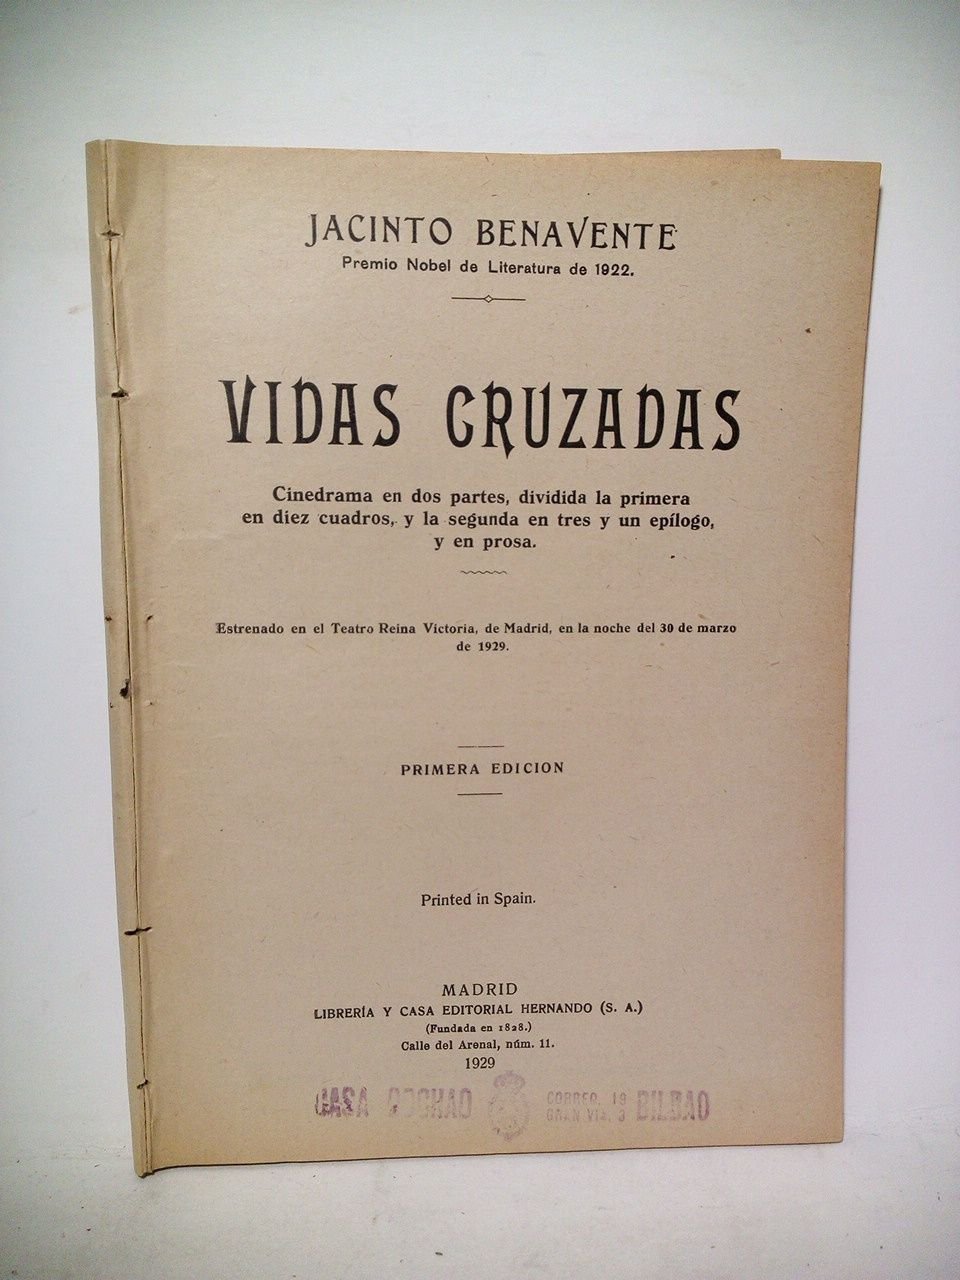 JACINTO BENAVENTE
Premio Nobel de Literatura de 1922.
VIDAS CRUZADAS
Cinedrama en dos partes, dividida la primera
en diez cuadros, y la segunda en tres y un epílogo,
y en prosa.
Estrenado en el Teatro Reina Victoria, de Madrid, en la noche del 30 de marzo
de 1929.
PRIMERA EDICION
Printed in Spain.
MADRID
LIBRERÍA Y CASA EDITORIAL HERNANDO (S. A.)
(Fundada en 1828.)
Calle del Arenal, núm. 11.
1929
CASA
CORREO, 19
GRAN VIA, 3
BILBAO